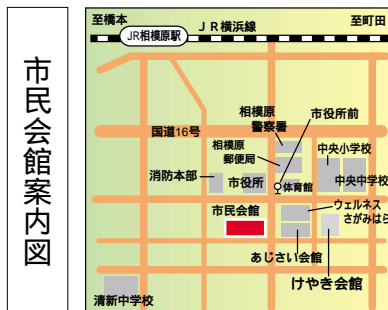 市民会館案内図
至橋本
JR横浜線
至町田
JR相模原駅
国道16号
相模原
警察署
市役所前
相模原
郵便局
中央小学校
消防本部
市役所
体育館
中央中学校
市民会館
ウェルネス
さがみはら
あじさい会館
けやき会館
清新中学校